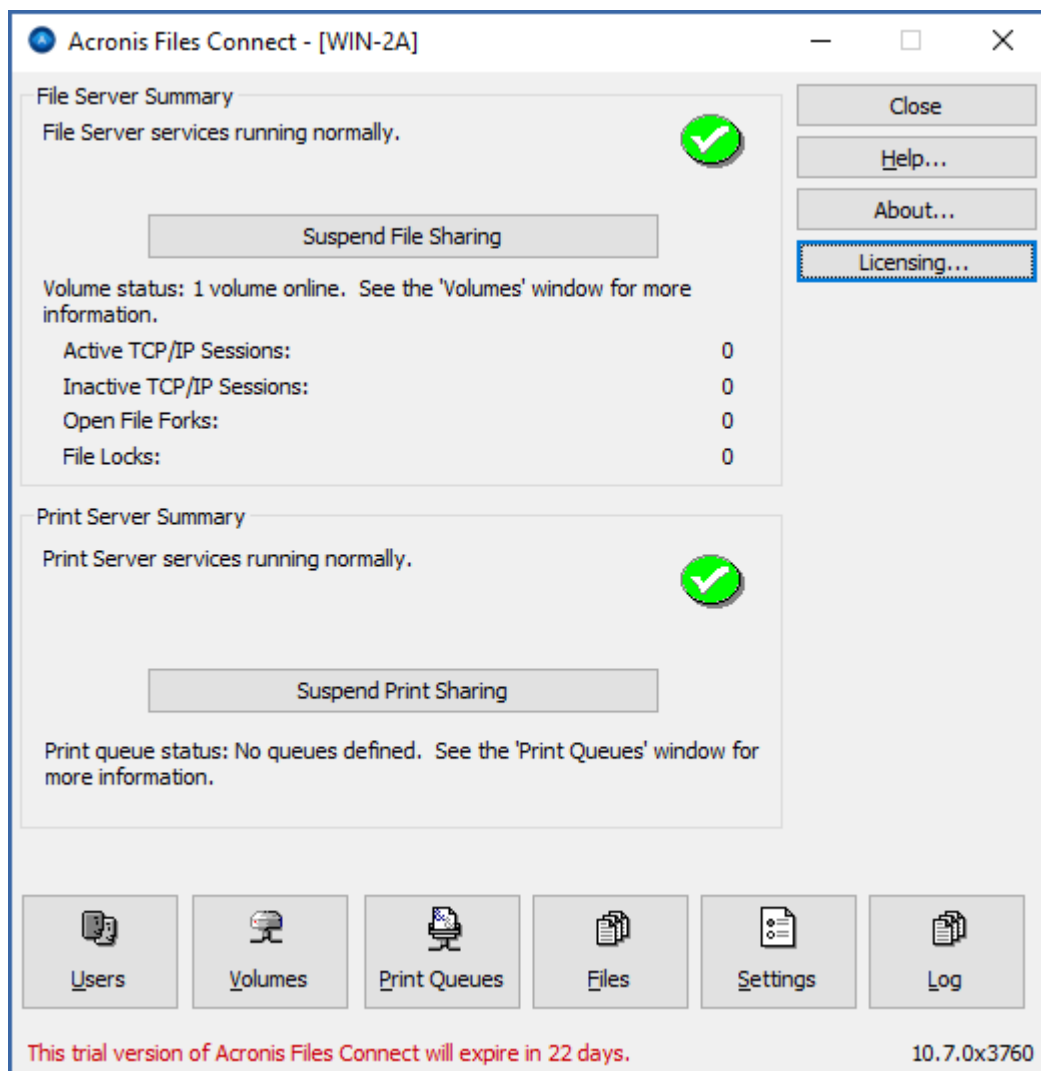 Acronis Files Connect - [WIN-2A]
File Server Summary
File Server services running normally.
Suspend File Sharing
Volume status: 1 volume online.  See the 'Volumes' window for more
information.
Active TCP/IP Sessions: 0
Inactive TCP/IP Sessions: 0
Open File Forks: 0
File Locks: 0
Close
Help...
About...
Licensing...
Print Server Summary
Print Server services running normally.
Suspend Print Sharing
Print queue status: No queues defined.  See the 'Print Queues' window for
more information.
Users
Volumes
Print Queues
Files
Settings
Log
This trial version of Acronis Files Connect will expire in 22 days.
10.7.0x3760